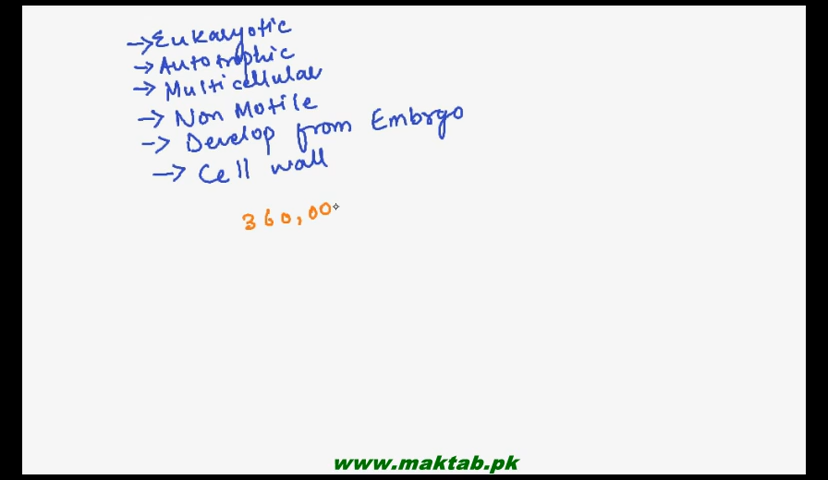 → Eukaryotic
→ Autotrophic
→ Multicellular
→ Non Motile
→ Develop from Embryo
→ Cell wall
360,00
www.maktab.pk